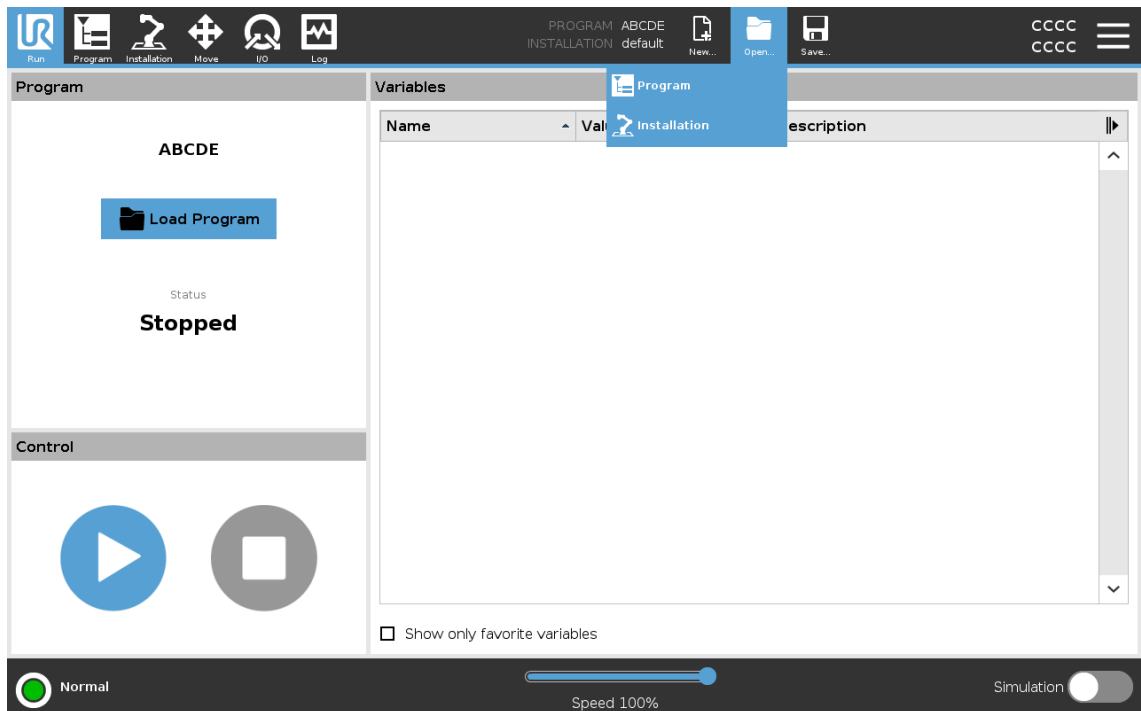 UR
Run
Program
Installation
Move
I/O
Log
PROGRAM ABCDE
INSTALLATION default
New...
Open...
Save...
CCCC
CCCC
Program
Installation
Program
ABCDE
Load Program
Status
Stopped
Control
Variables
Name
Val
escription
Show only favorite variables
Normal
Speed 100%
Simulation